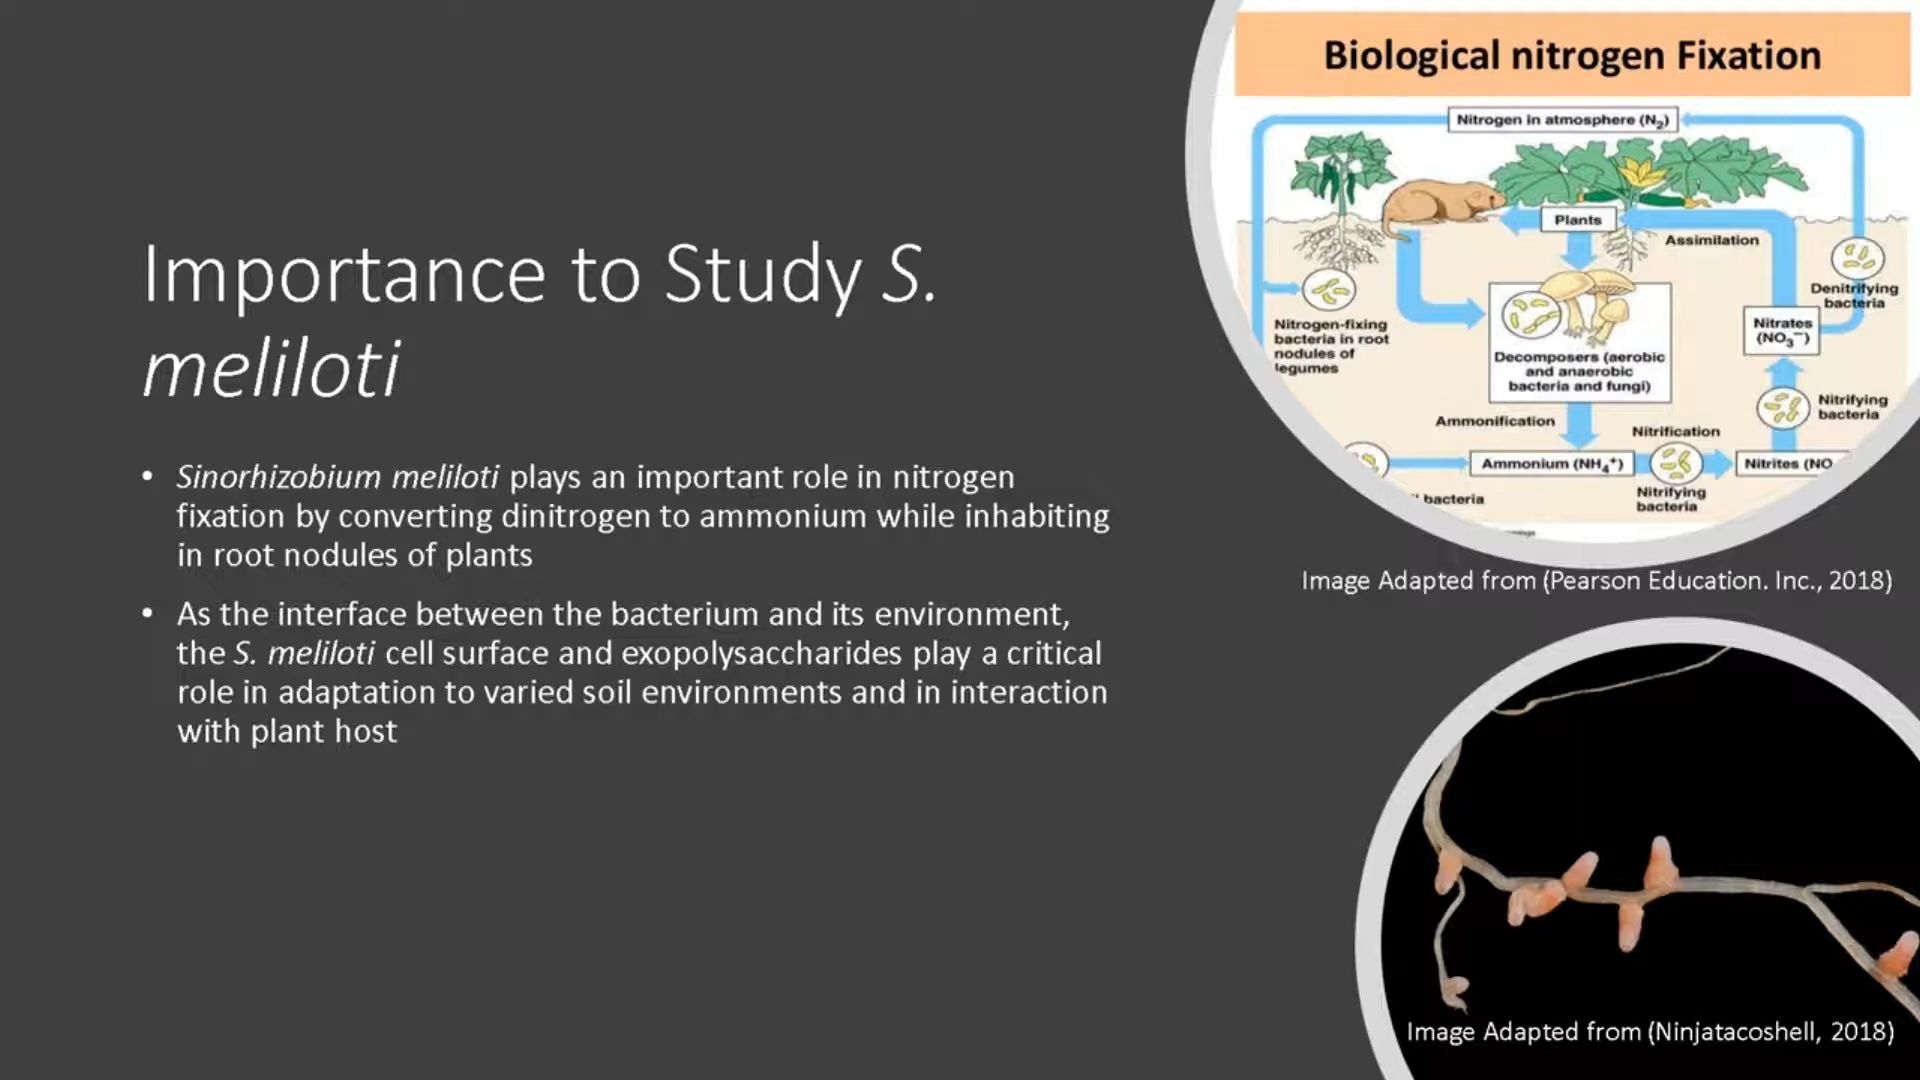 Importance to Study S.
meliloti
• Sinorhizobium meliloti plays an important role in nitrogen
fixation by converting dinitrogen to ammonium while inhabiting
in root nodules of plants
• As the interface between the bacterium and its environment,
the S. meliloti cell surface and exopolysaccharides play a critical
role in adaptation to varied soil environments and in interaction
with plant host
Biological nitrogen Fixation
Nitrogen in atmosphere (N₂)
Plants
Assimilation
Denitrifying
bacteria
Nitrogen-fixing
bacteria in root
nodules of
legumes
Nitrates
(NO₃⁻)
Decomposers (aerobic
and anaerobic
bacteria and fungi)
Nitrifying
bacteria
Ammonification
Nitrification
Ammonium (NH₄⁺)
Nitrites (NO
Nitrifying
bacteria
bacteria
Image Adapted from (Pearson Education. Inc., 2018)
Image Adapted from (Ninjatacoshell, 2018)